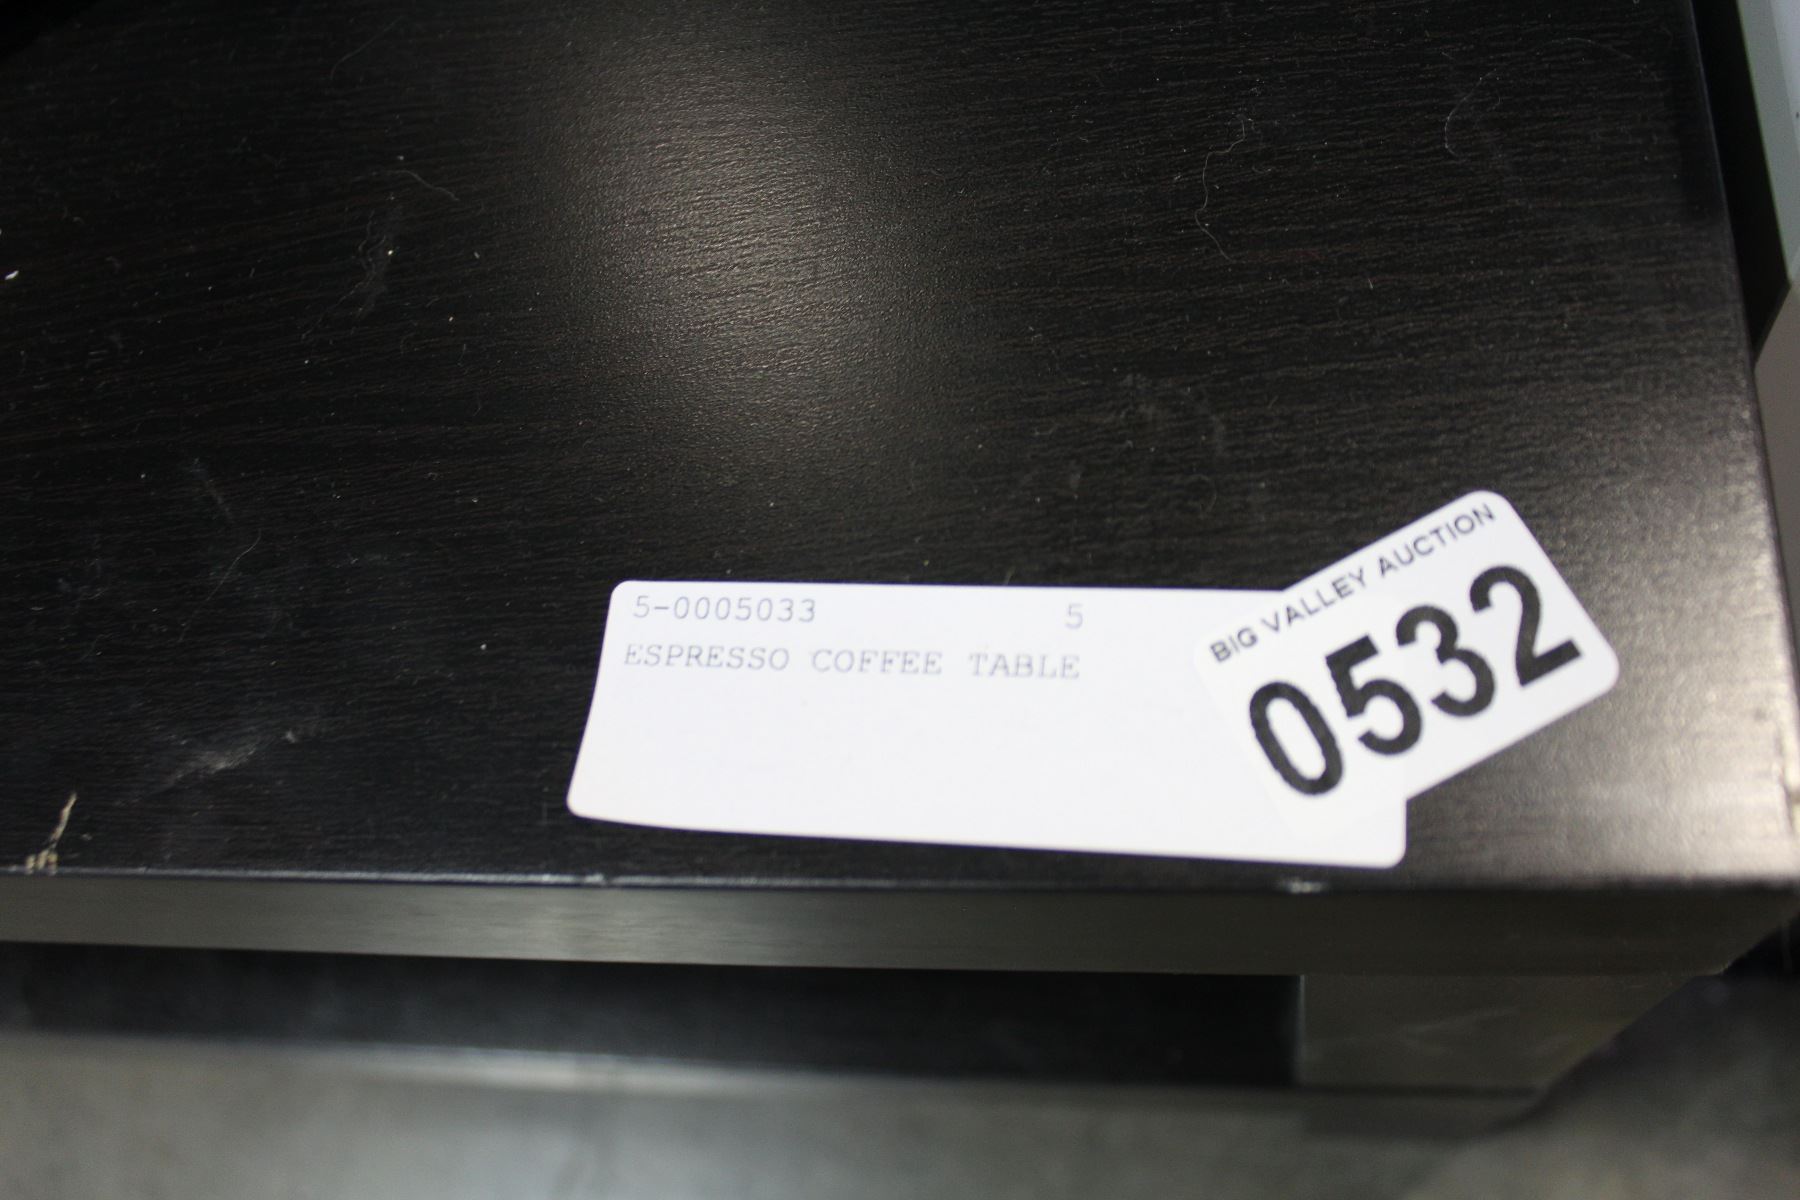 5-0005033 5
ESPRESSO COFFEE TABLE
BIG VALLEY AUCTION
0532